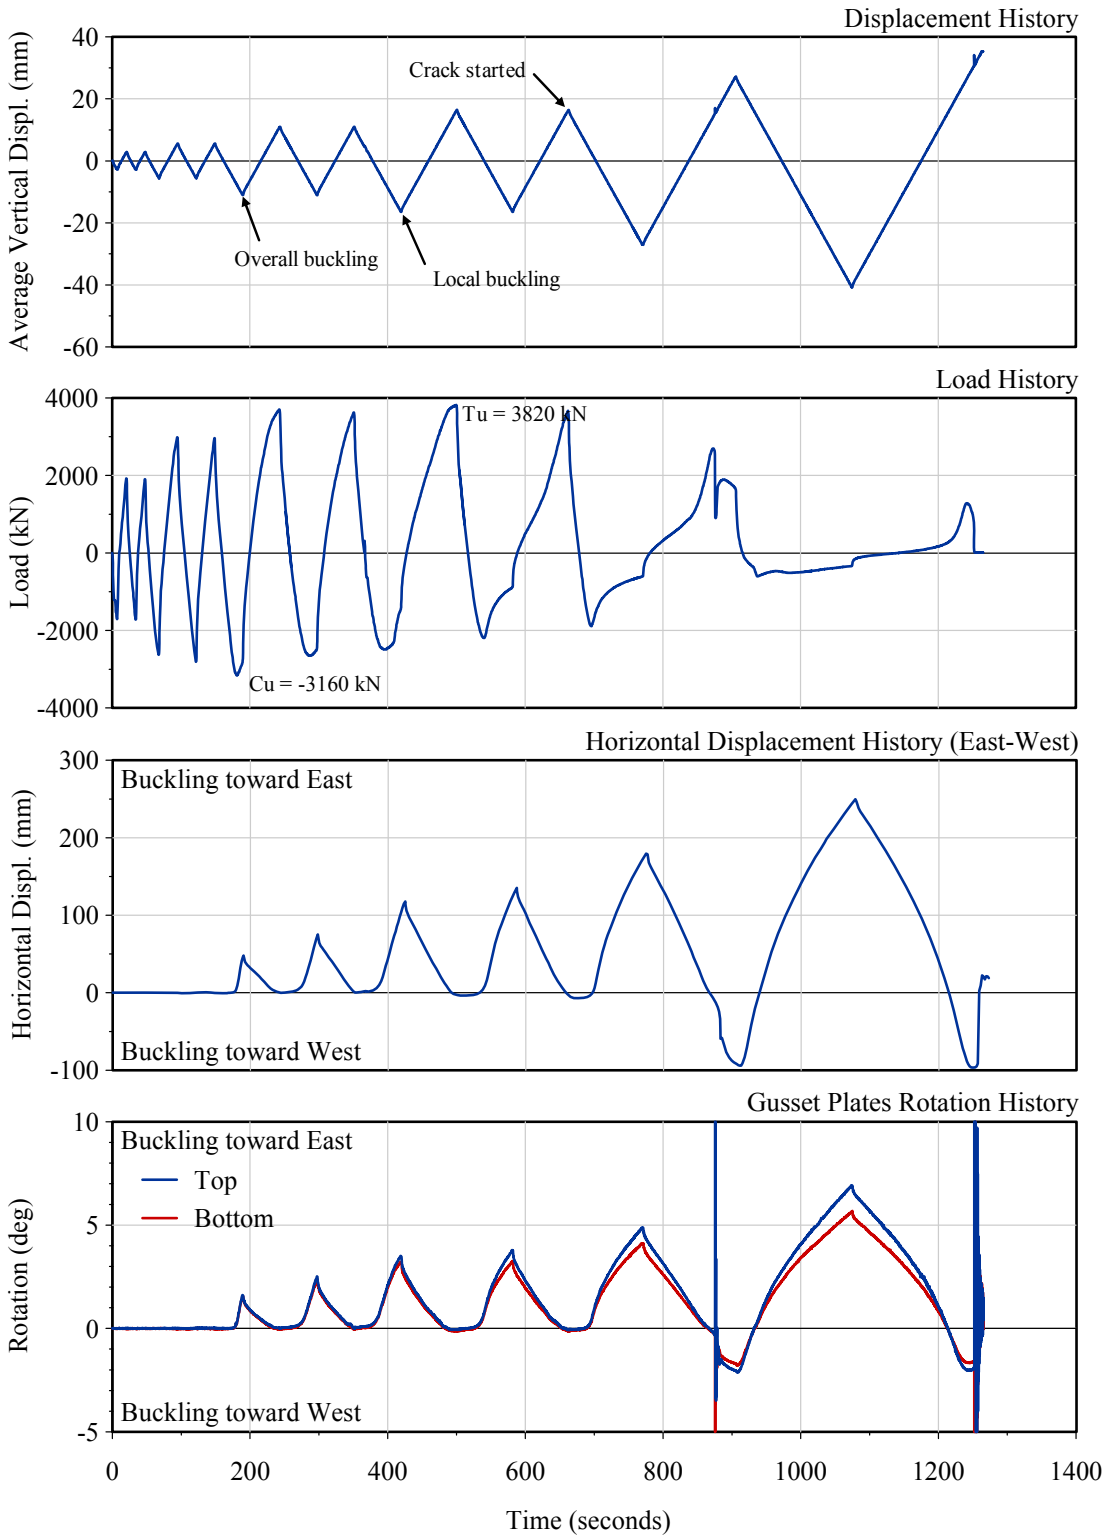 Displacement History
40
20
0
-20
-40
-60
Average Vertical Displ. (mm)
Crack started
Overall buckling
Local buckling
Load History
4000
2000
0
-2000
-4000
Load (kN)
Tu = 3820 kN
Cu = -3160 kN
Horizontal Displacement History (East-West)
300
200
100
0
-100
Horizontal Displ. (mm)
Buckling toward East
Buckling toward West
Gusset Plates Rotation History
10
5
0
-5
Rotation (deg)
Buckling toward East
Top
Bottom
Buckling toward West
0 200 400 600 800 1000 1200 1400
Time (seconds)